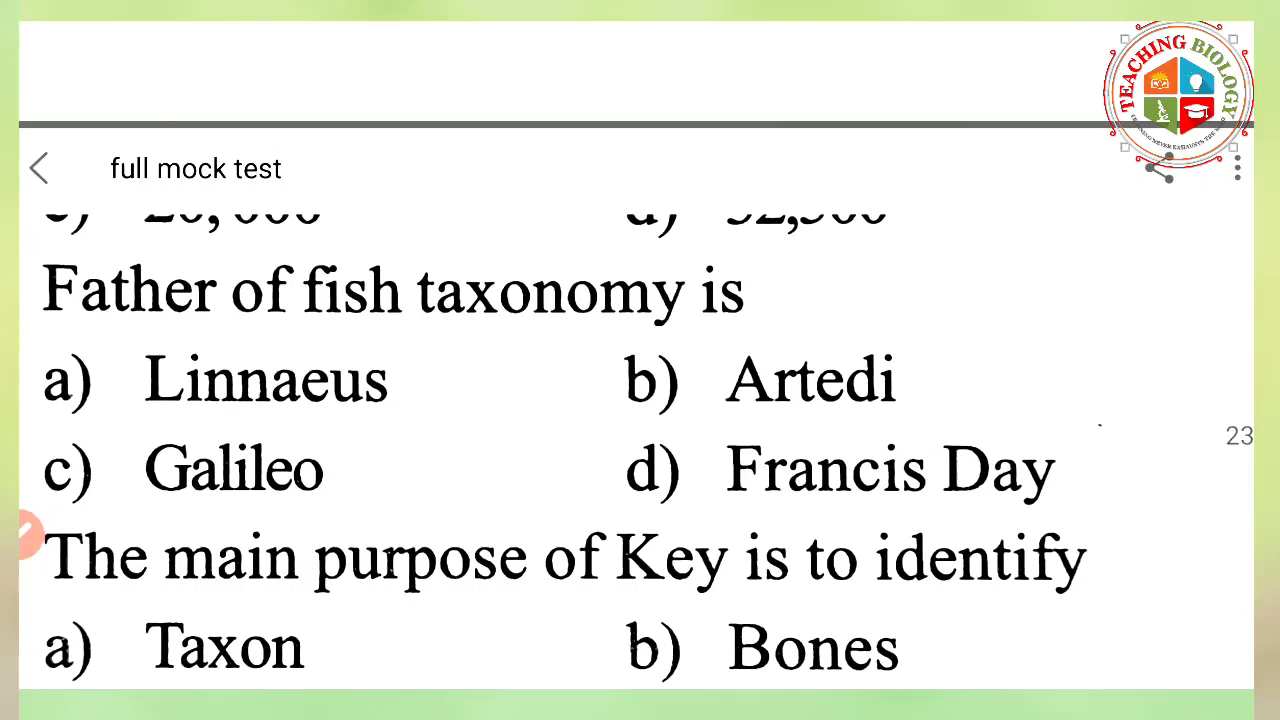 TEACHING BIOLOGY
full mock test
Father of fish taxonomy is
a) Linnaeus b) Artedi
23
c) Galileo d) Francis Day
The main purpose of Key is to identify
a) Taxon b) Bones